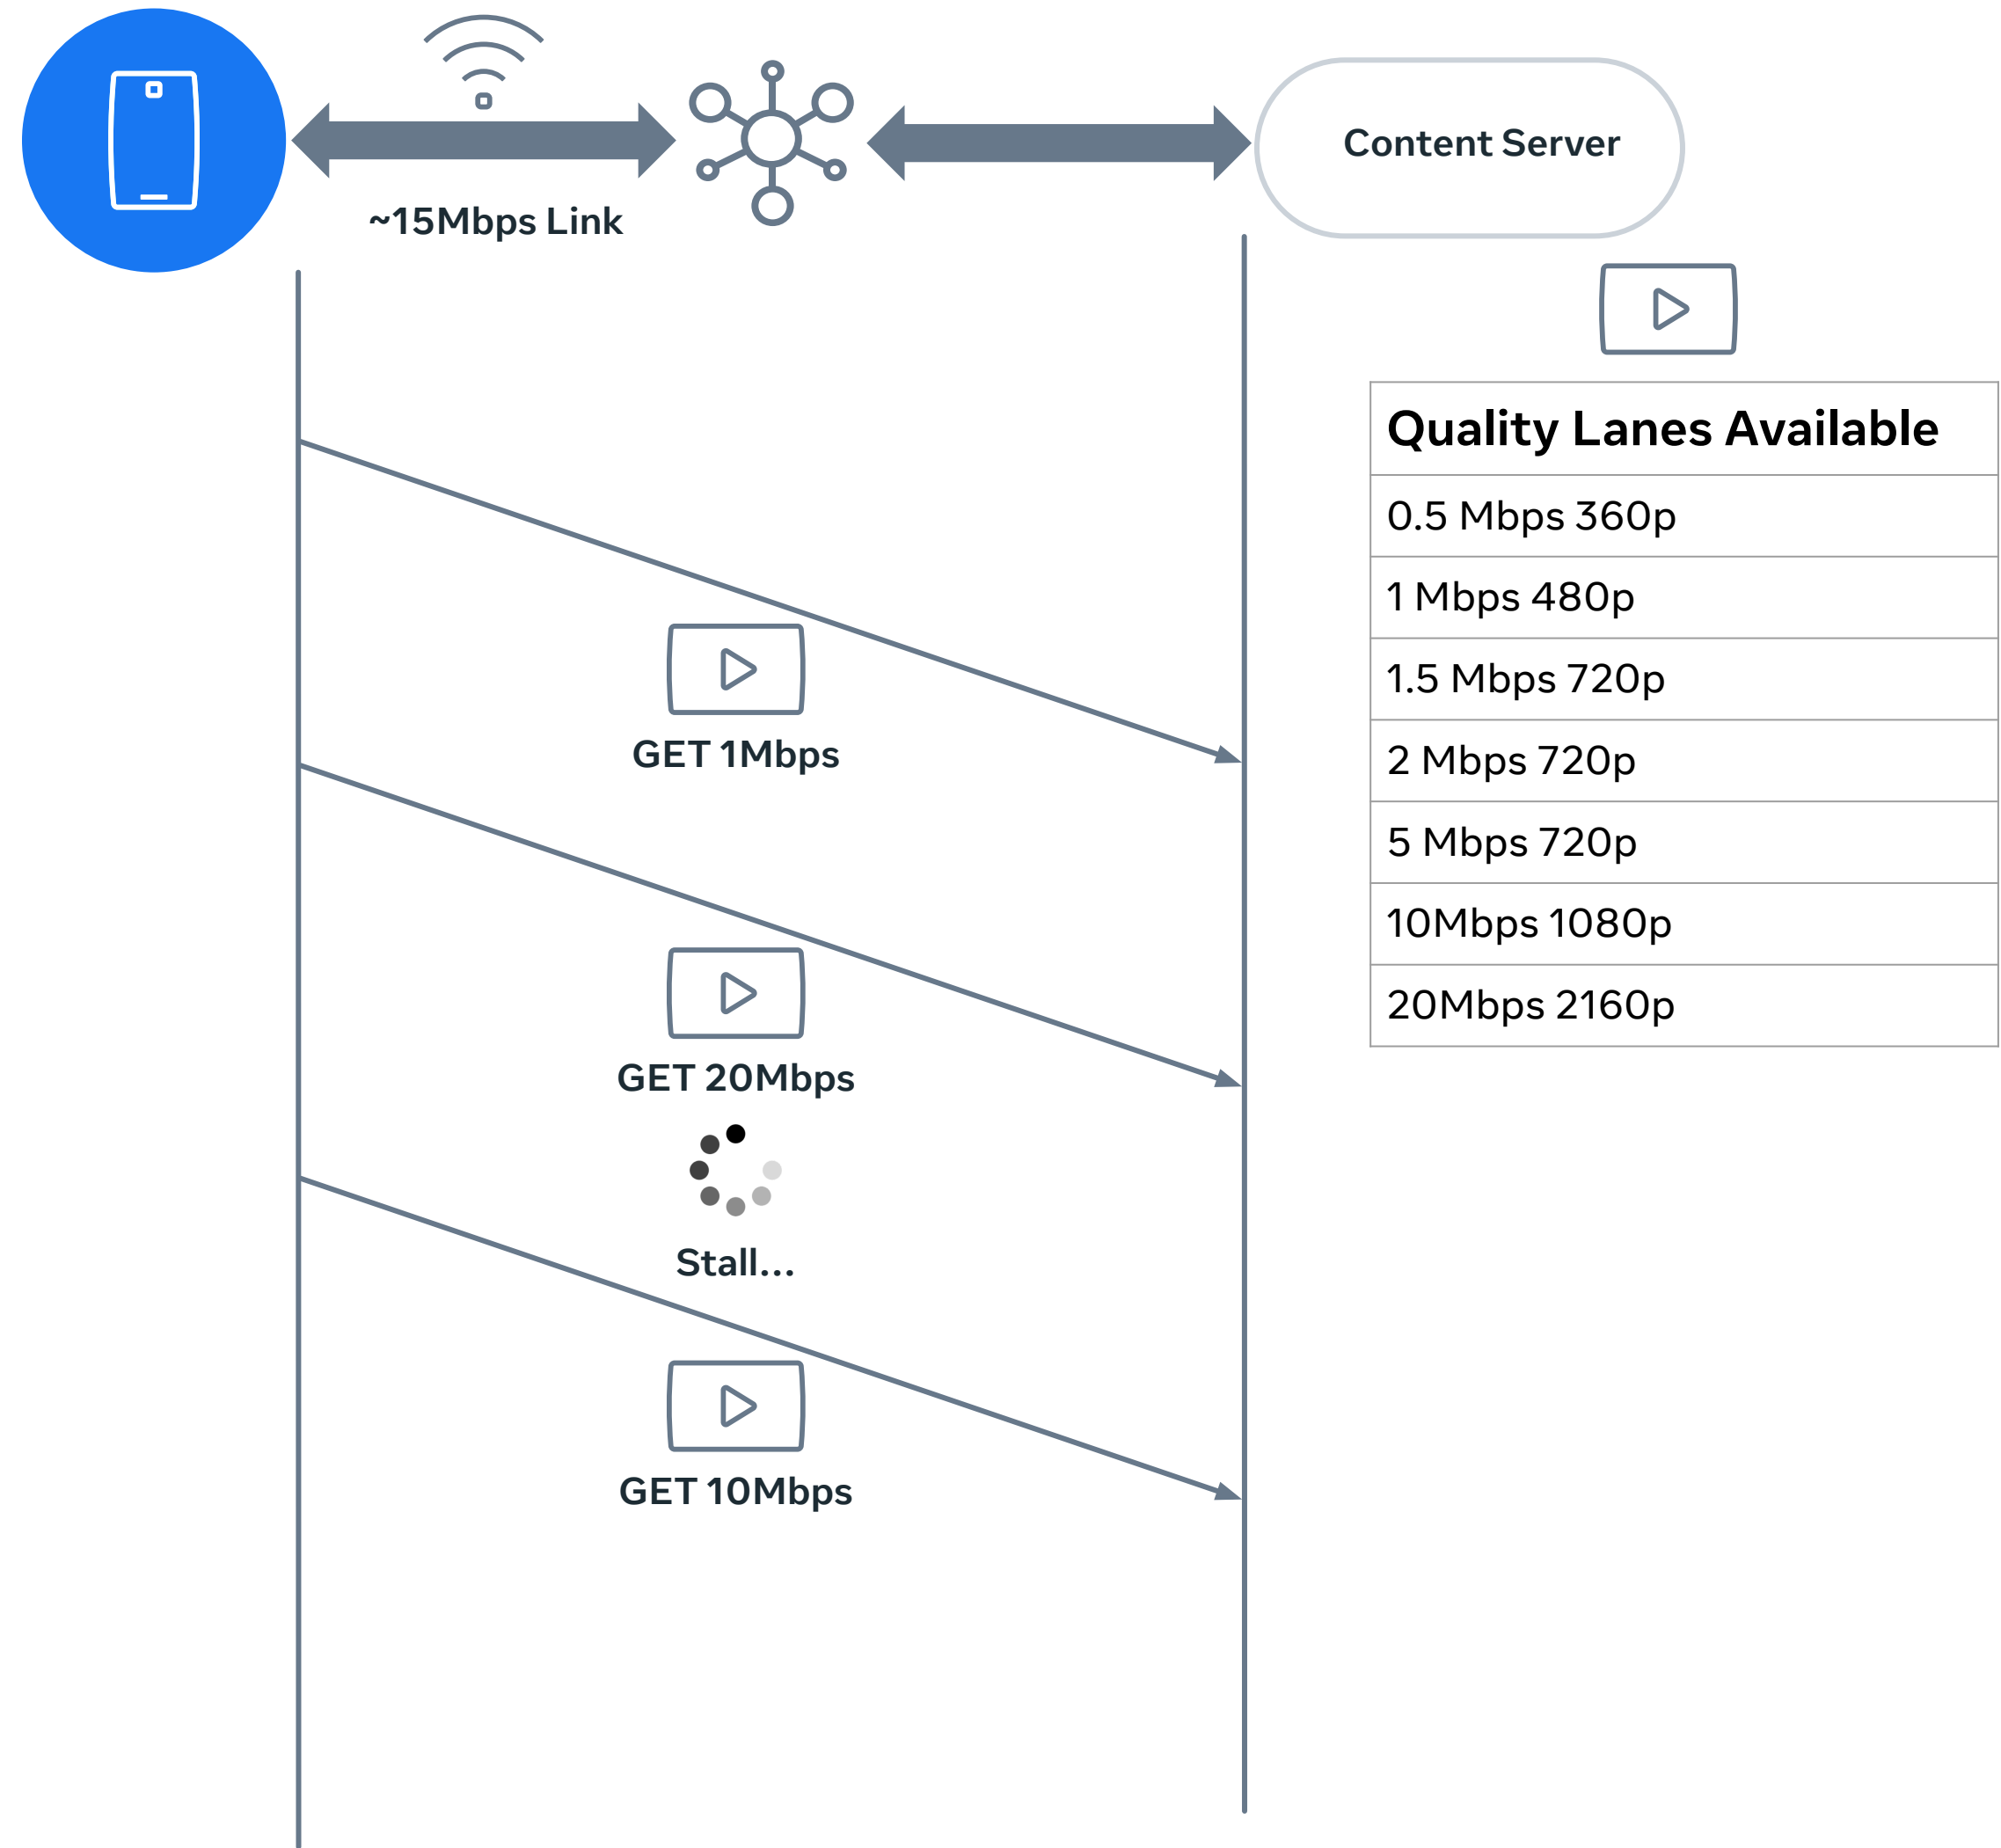 Content Server
~15Mbps Link
Quality Lanes Available
0.5 Mbps 360p
1 Mbps 480p
1.5 Mbps 720p
2 Mbps 720p
5 Mbps 720p
10Mbps 1080p
20Mbps 2160p
GET 1Mbps
GET 20Mbps
Stall...
GET 10Mbps